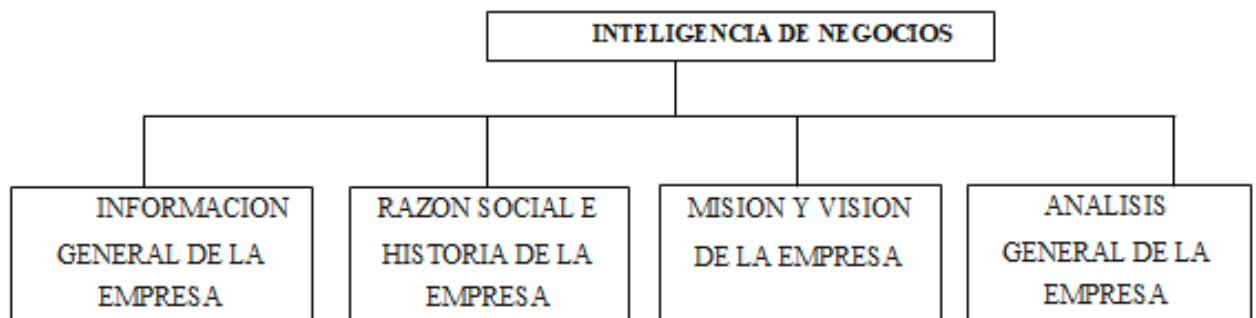 INTELIGENCIA DE NEGOCIOS
INFORMACION
GENERAL DE LA
EMPRESA
RAZON SOCIAL E
HISTORIA DE LA
EMPRESA
MISION Y VISION
DE LA EMPRESA
ANALISIS
GENERAL DE LA
EMPRESA